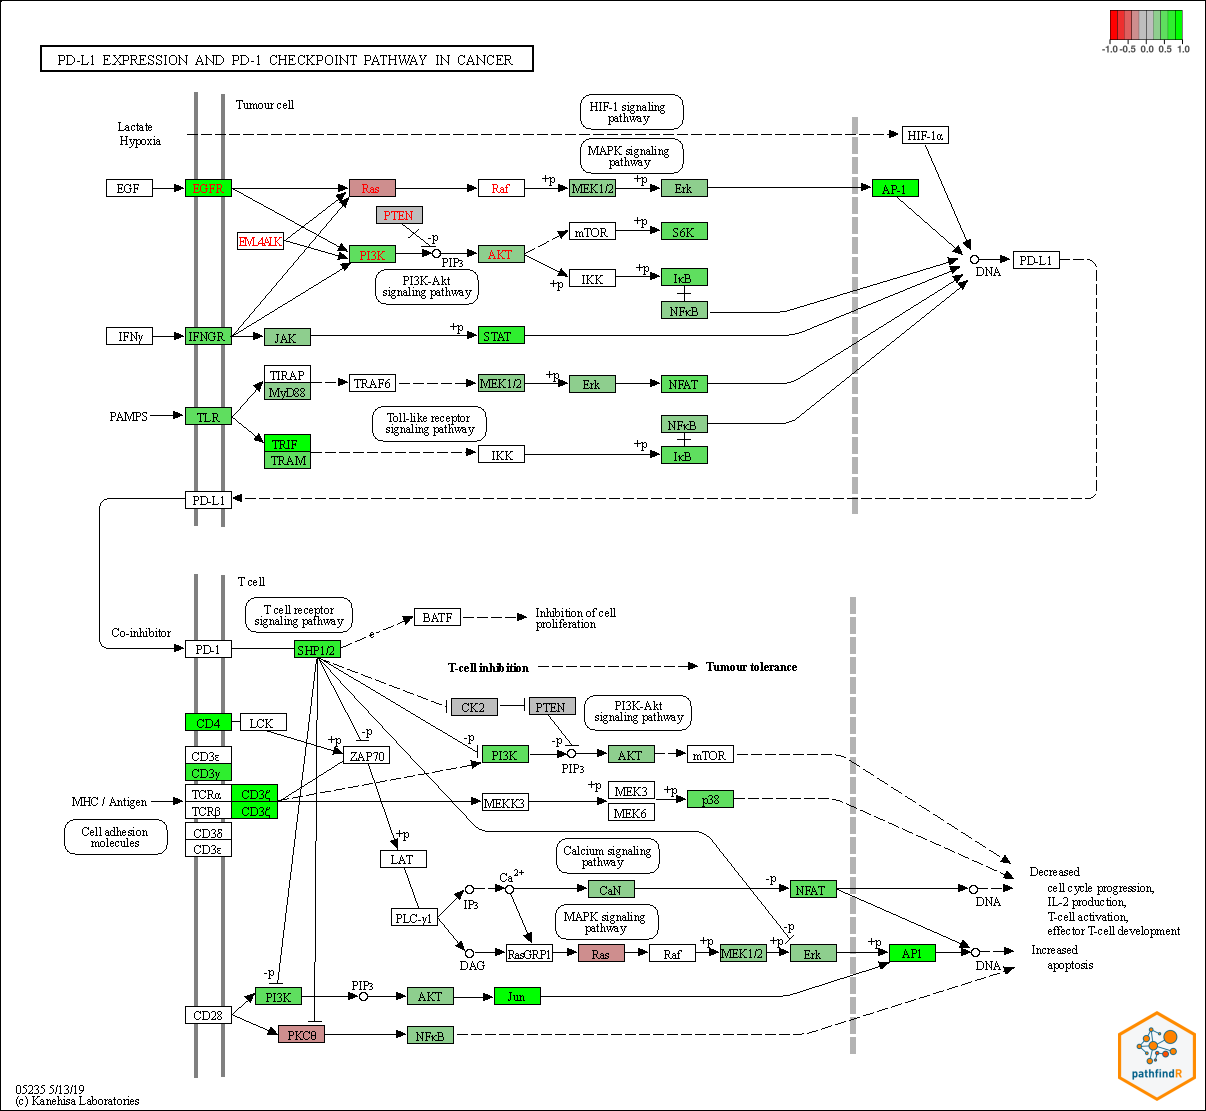 -1.0 -0.5 0.0 0.5 1.0
PD-L1 EXPRESSION AND PD-1 CHECKPOINT PATHWAY IN CANCER
Tumour cell
Lactate
Hypoxia
HIF-1 signaling
pathway
HIF-1α
MAPK signaling
pathway
EGF
EGFR
Ras
Raf
+p
MEK1/2
+p
Erk
AP-1
PTEN
EML4ALK
-p
mTOR
+p
S6K
PI3K
PIP3
AKT
PI3K-Akt
signaling pathway
+p
IKK
+p
IκB
DNA
PD-L1
NFκB
IFNγ
IFNGR
JAK
+p
STAT
TIRAP
MyD88
TRAF6
MEK1/2
+p
Erk
NFAT
PAMPS
TLR
Toll-like receptor
signaling pathway
NFκB
TRIF
TRAM
IKK
+p
IκB
PD-L1
T cell
T cell receptor
signaling pathway
BATF
Inhibition of cell
proliferation
Co-inhibitor
PD-1
SHP1/2
e
T-cell inhibition
Tumour tolerance
CK2
PTEN
PI3K-Akt
signaling pathway
CD4
LCK
+p
-p
ZAP70
-p
PI3K
-p
PIP3
AKT
mTOR
CD3ε
CD3γ
MHC / Antigen
TCRα
CD3ζ
TCRβ
CD3ζ
MEKK3
+p
MEK3
MEK6
+p
p38
Cell adhesion
molecules
CD3δ
CD3ε
+p
LAT
Calcium signaling
pathway
Ca2+
IP3
CaN
-p
NFAT
DNA
Decreased
cell cycle progression,
IL-2 production,
T-cell activation,
effector T-cell development
PLC-γ1
MAPK signaling
pathway
DAG
RasGRP1
Ras
Raf
+p
MEK1/2
+p
-p
Erk
+p
AP1
DNA
Increased
apoptosis
-p
PI3K
PIP3
AKT
Jun
CD28
PKCθ
NFκB
pathfindR
05235 5/13/19
(c) Kanehisa Laboratories